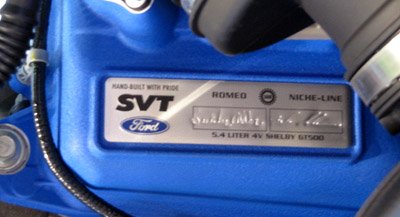 HAND-BUILT WITH PRIDE
SVT
Ford
ROMEO NICHE-LINE
5.4 LITER 4V SHELBY GT500